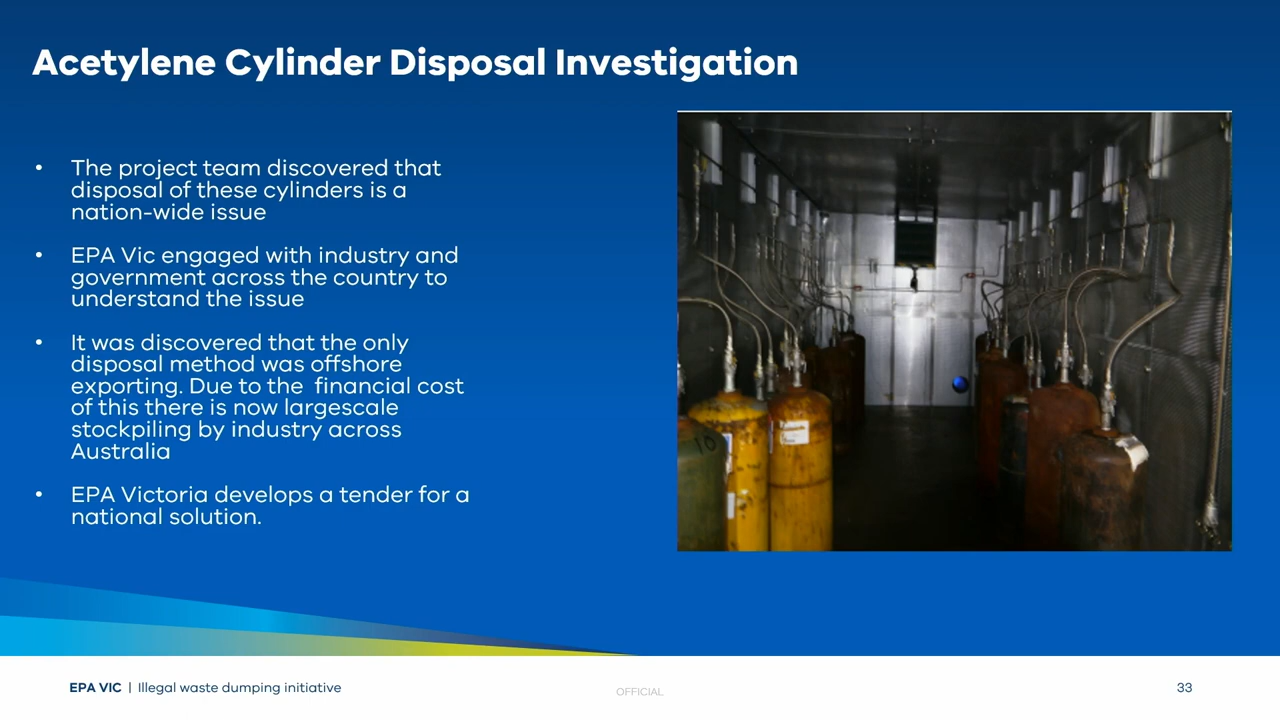 Acetylene Cylinder Disposal Investigation
• The project team discovered that
disposal of these cylinders is a
nation-wide issue
• EPA Vic engaged with industry and
government across the country to
understand the issue
• It was discovered that the only
disposal method was offshore
exporting. Due to the  financial cost
of this there is now largescale
stockpiling by industry across
Australia
• EPA Victoria develops a tender for a
national solution.
10
EPA VIC | Illegal waste dumping initiative
OFFICIAL
33